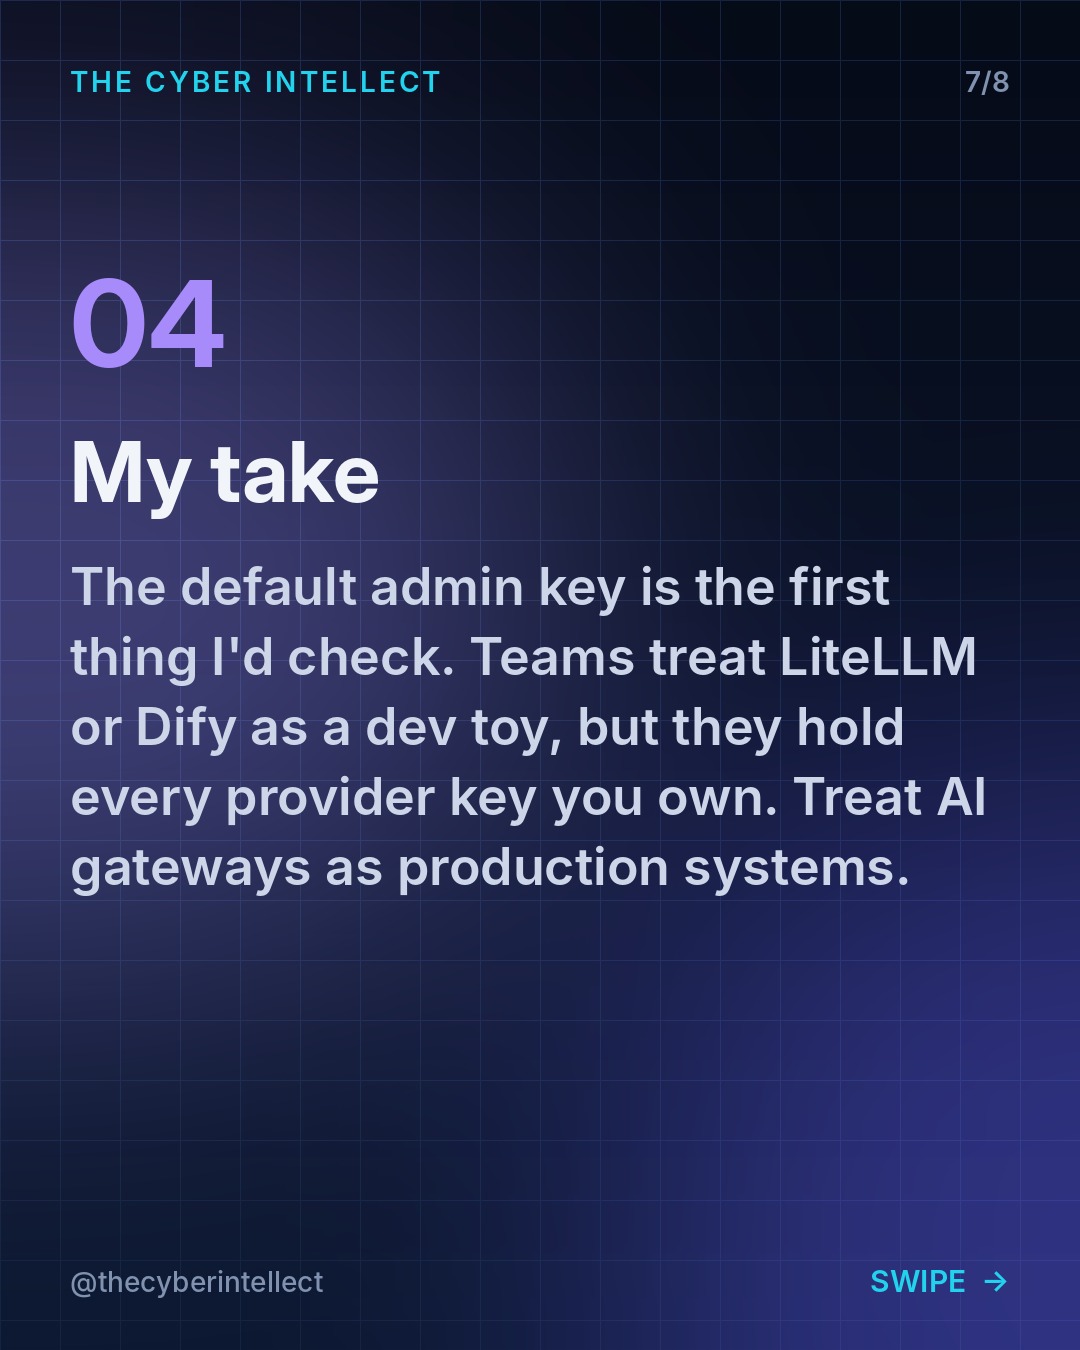 THE CYBER INTELLECT
7/8
04
My take
The default admin key is the first
thing I'd check. Teams treat LiteLLM
or Dify as a dev toy, but they hold
every provider key you own. Treat AI
gateways as production systems.
@thecyberintellect
SWIPE →